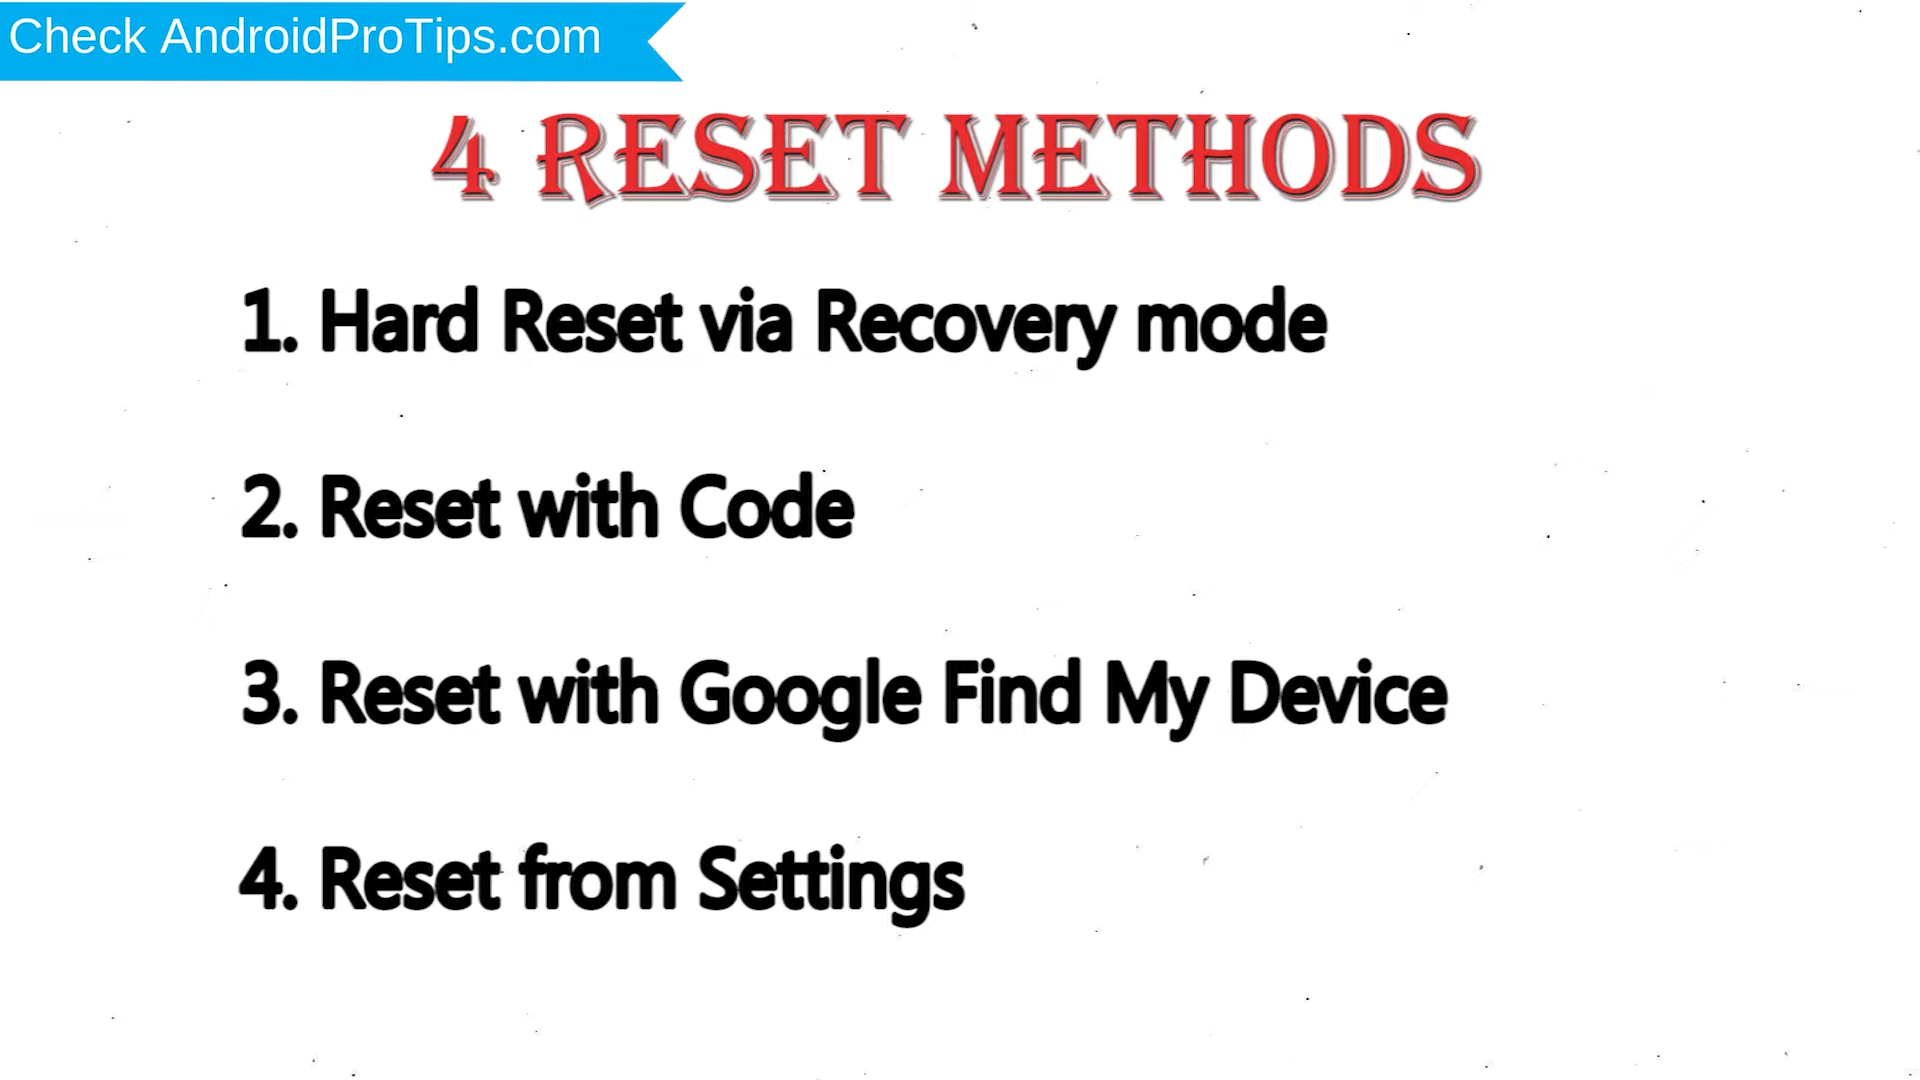 Check AndroidProTips.com
4 RESET METHODS
1. Hard Reset via Recovery mode
2. Reset with Code
3. Reset with Google Find My Device
4. Reset from Settings